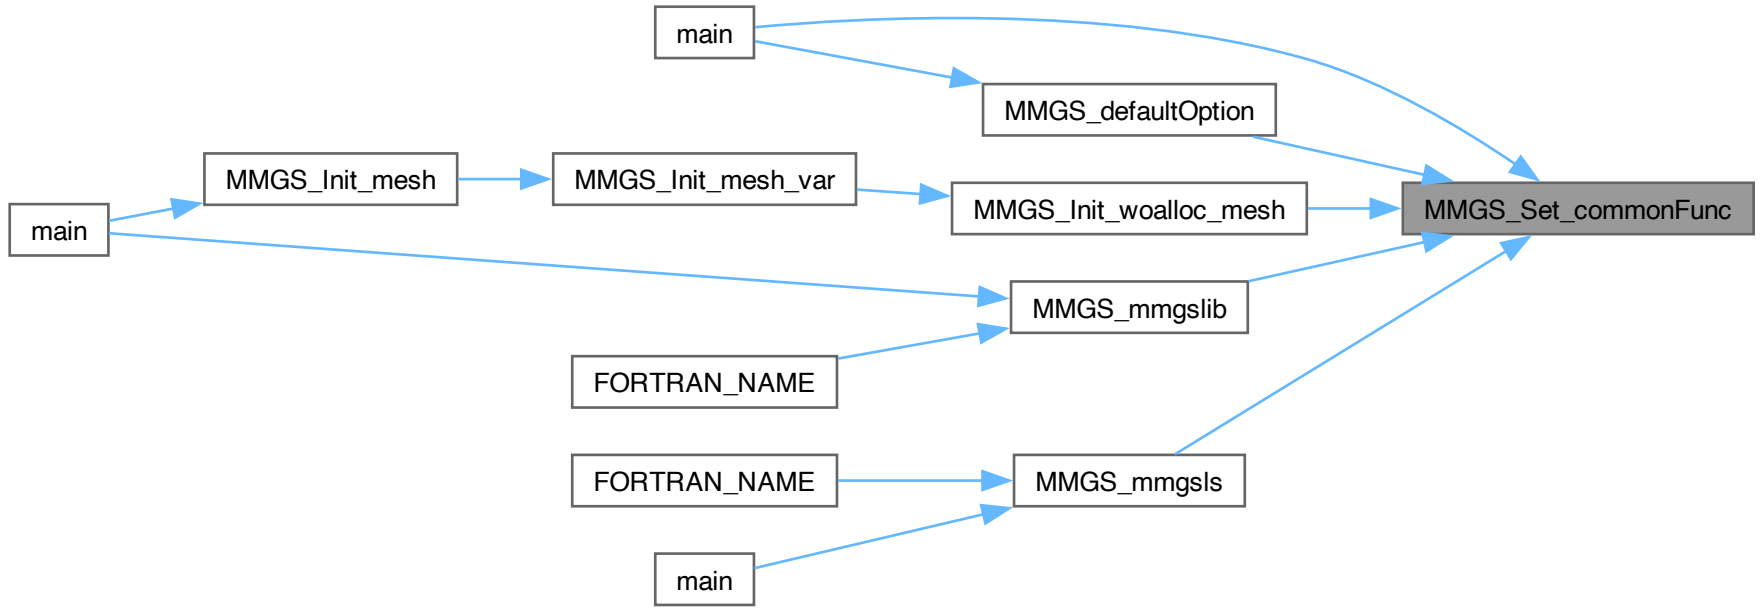 main
MMGS_defaultOption
MMGS_Init_mesh
MMGS_Init_mesh_var
MMGS_Init_woalloc_mesh
MMGS_Set_commonFunc
main
MMGS_mmgslib
FORTRAN_NAME
FORTRAN_NAME
MMGS_mmgsls
main